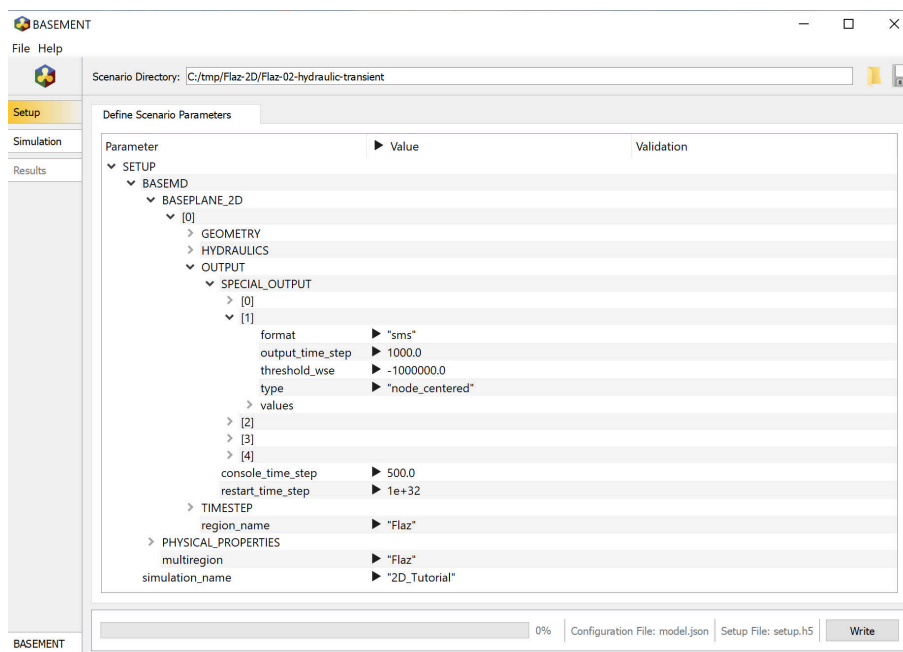 BASEMENT
File Help
Scenario Directory: C:/tmp/Flaz-2D/Flaz-02-hydraulic-transient
Setup
Simulation
Results
Define Scenario Parameters
Parameter Value Validation
SETUP
BASEMD
BASEPLANE_2D
[0]
GEOMETRY
HYDRAULICS
OUTPUT
SPECIAL_OUTPUT
[0]
[1]
format "sms"
output_time_step 1000.0
threshold_wse -1000000.0
type "node_centered"
values
[2]
[3]
[4]
console_time_step 500.0
restart_time_step 1e+32
TIMESTEP
region_name "Flaz"
PHYSICAL_PROPERTIES
multiregion "Flaz"
simulation_name "2D_Tutorial"
0% Configuration File: model.json Setup File: setup.h5 Write
BASEMENT